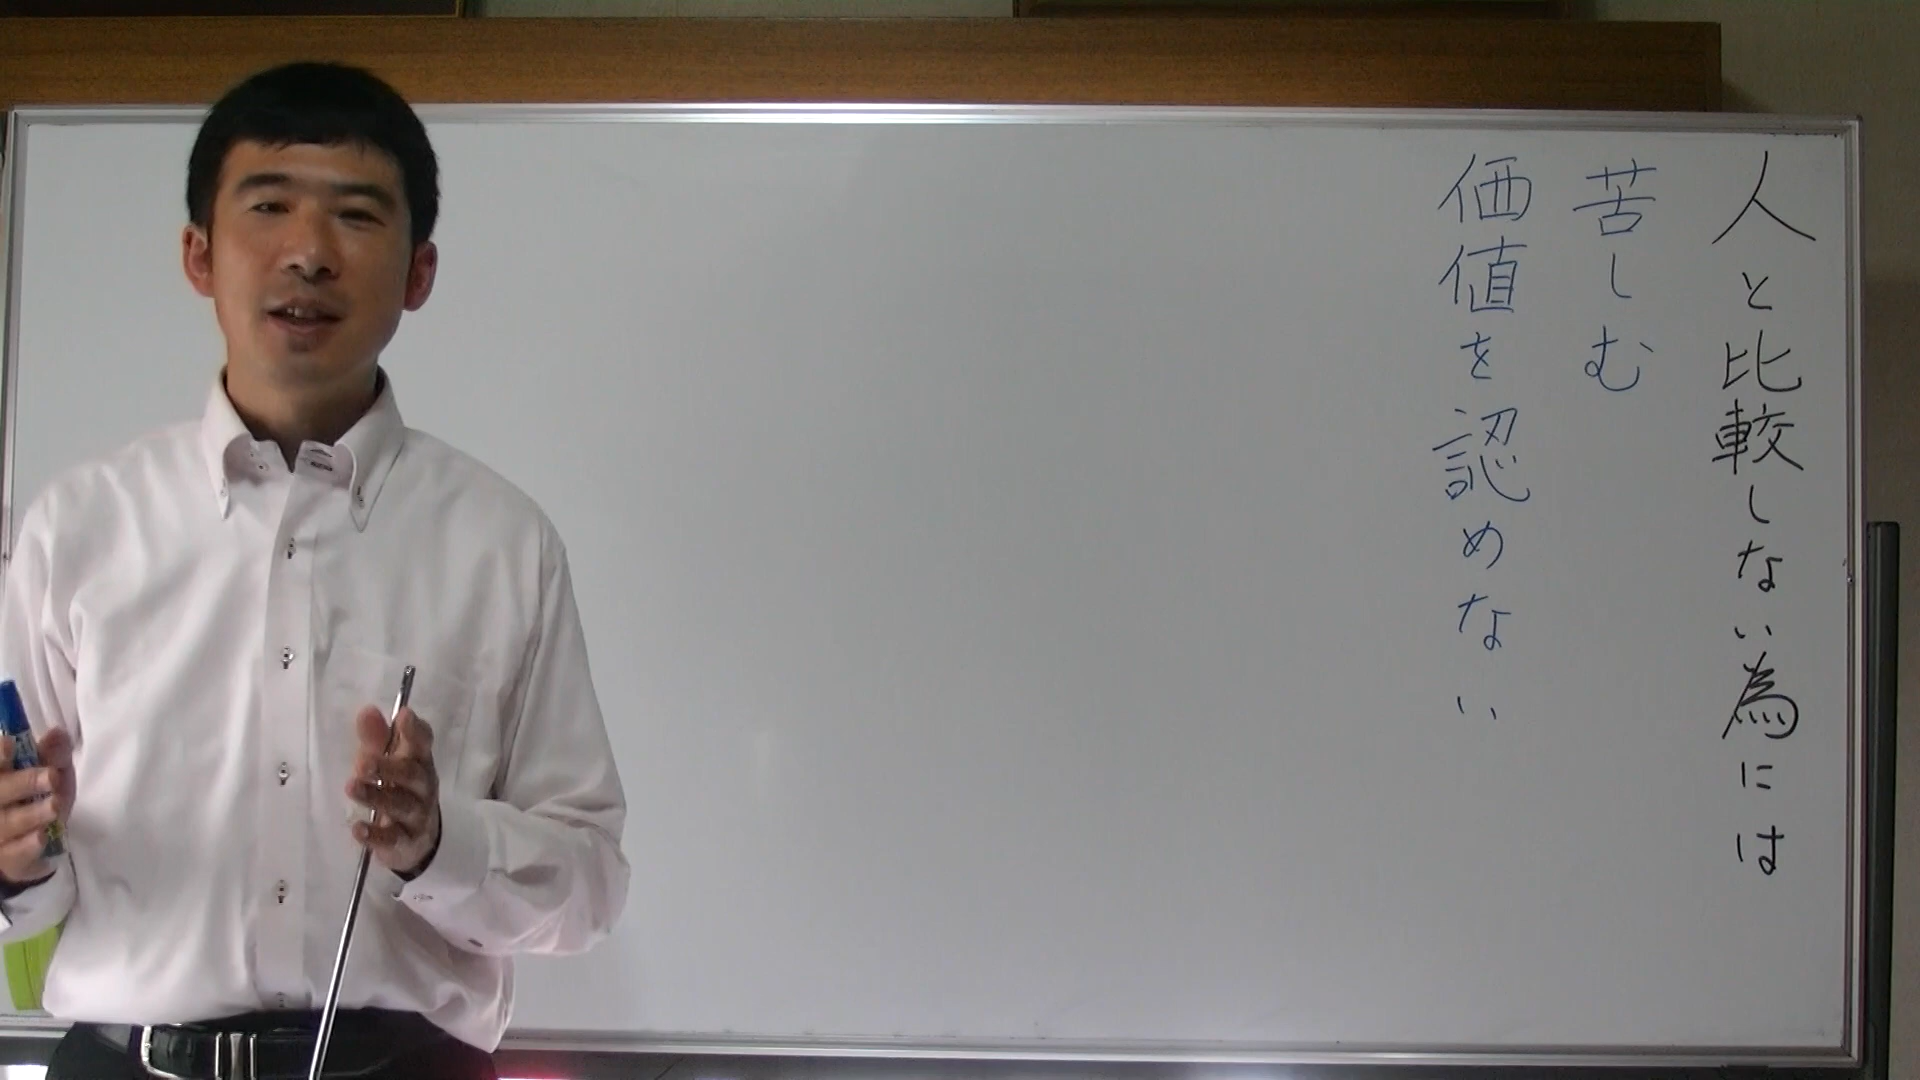 人と比較しない為には
苦しむ
価値を認めない